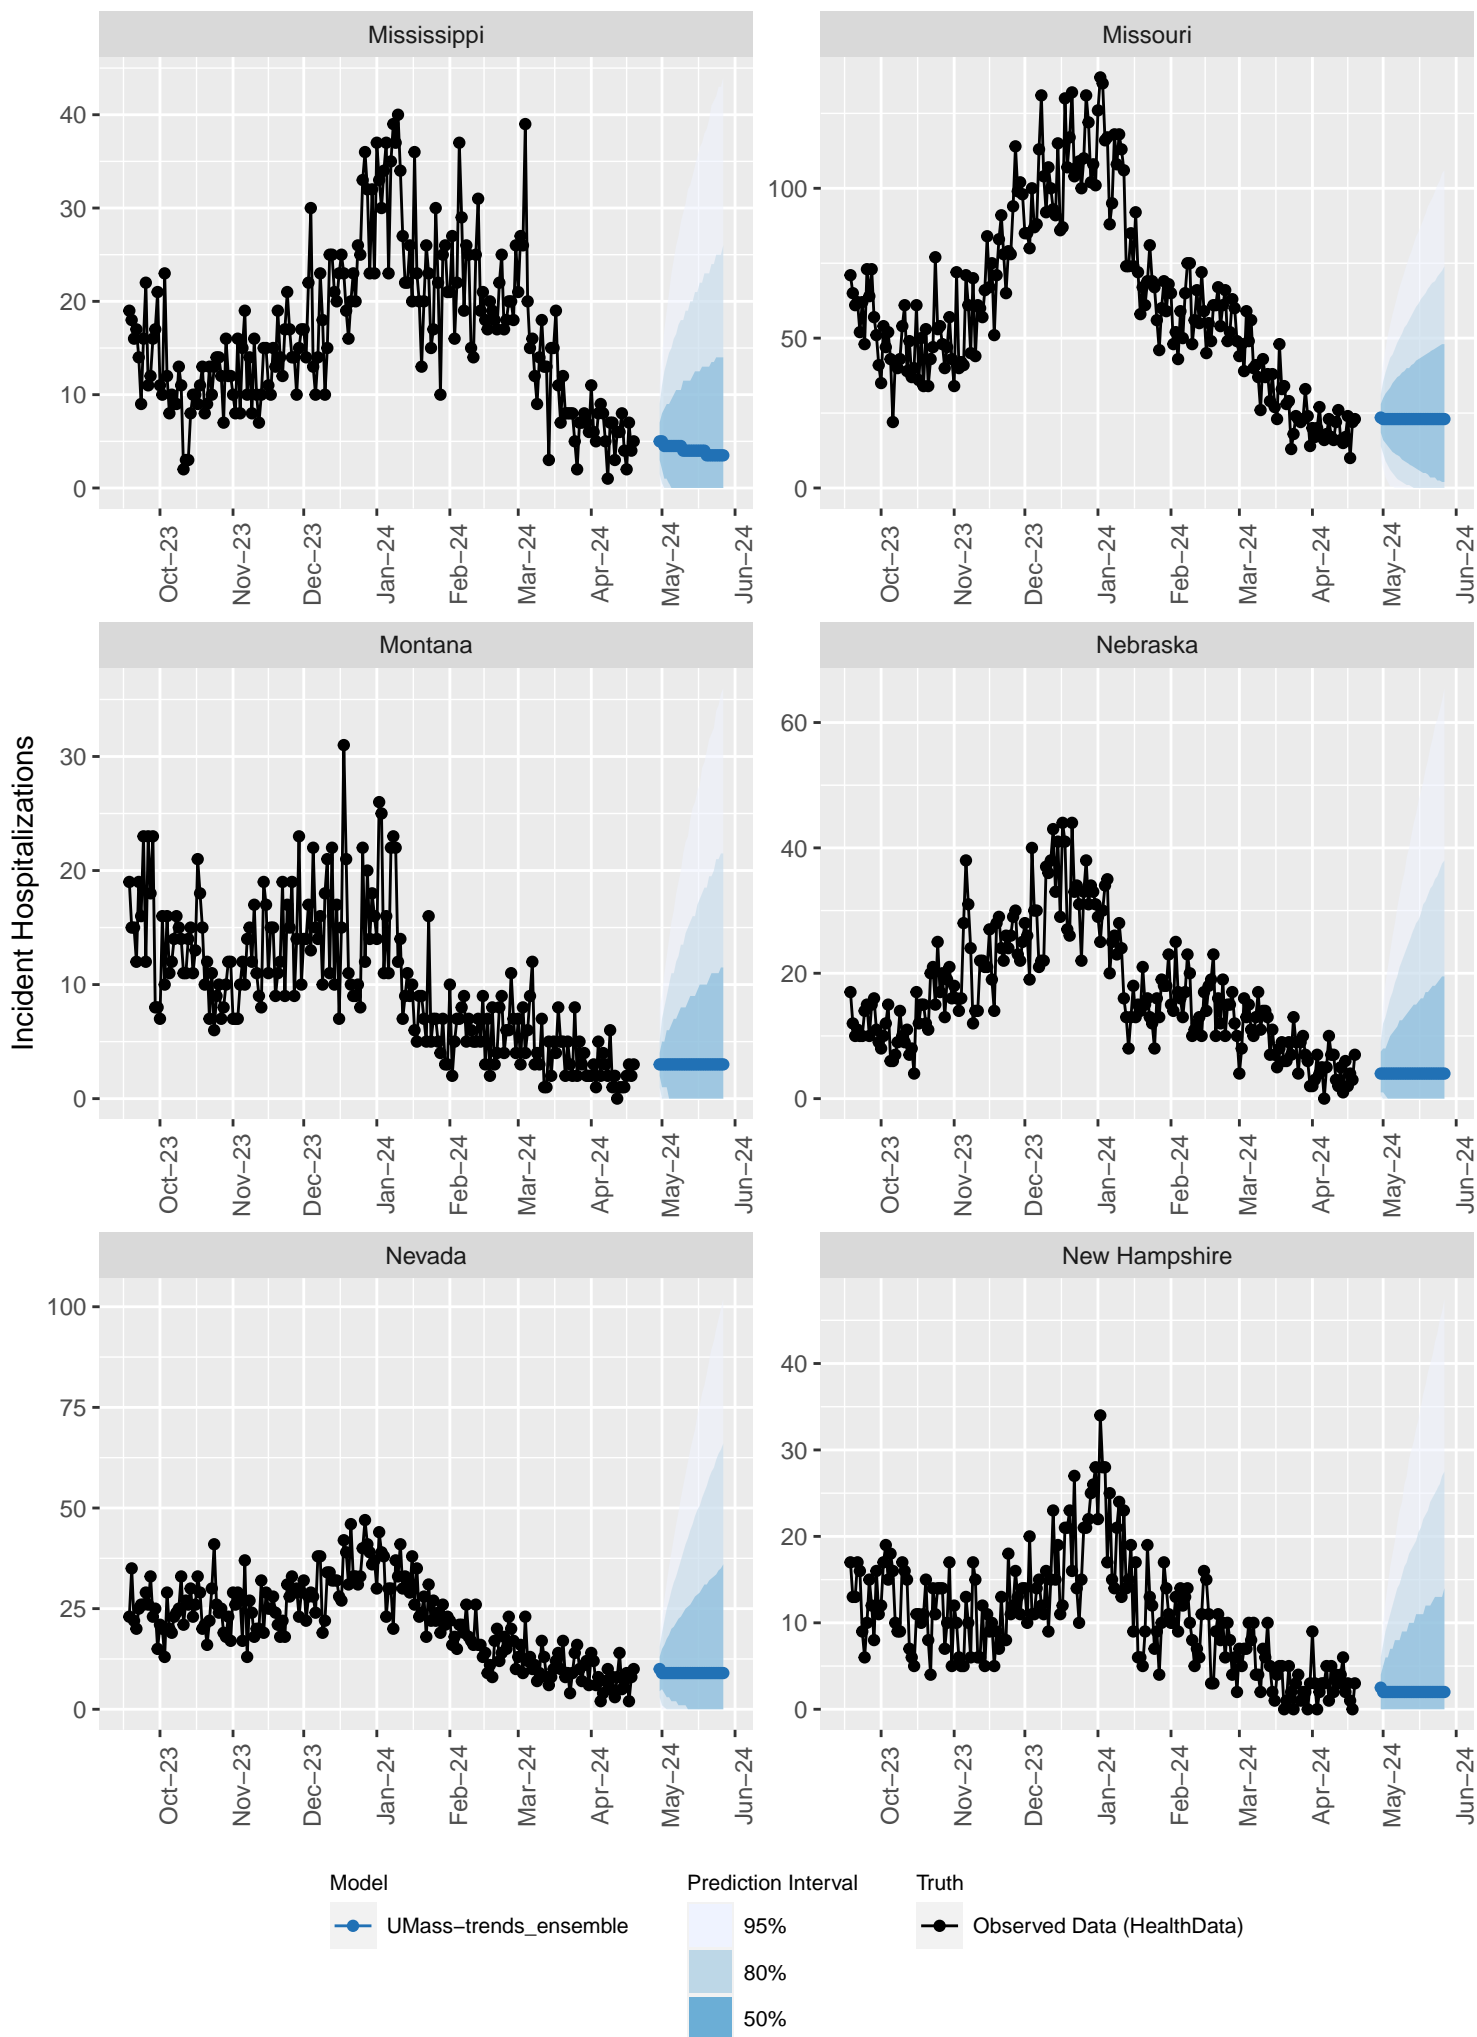 Mississippi
Missouri
40
30
20
10
0
100
50
0
Oct−23
Nov−23
Dec−23
Jan−24
Feb−24
Mar−24
Apr−24
May−24
Jun−24
Oct−23
Nov−23
Dec−23
Jan−24
Feb−24
Mar−24
Apr−24
May−24
Jun−24
Montana
Nebraska
Incident Hospitalizations
30
20
10
0
60
40
20
0
Oct−23
Nov−23
Dec−23
Jan−24
Feb−24
Mar−24
Apr−24
May−24
Jun−24
Oct−23
Nov−23
Dec−23
Jan−24
Feb−24
Mar−24
Apr−24
May−24
Jun−24
Nevada
New Hampshire
100
75
50
25
0
40
30
20
10
0
Oct−23
Nov−23
Dec−23
Jan−24
Feb−24
Mar−24
Apr−24
May−24
Jun−24
Oct−23
Nov−23
Dec−23
Jan−24
Feb−24
Mar−24
Apr−24
May−24
Jun−24
Model
UMass−trends_ensemble
Prediction Interval
95%
80%
50%
Truth
Observed Data (HealthData)